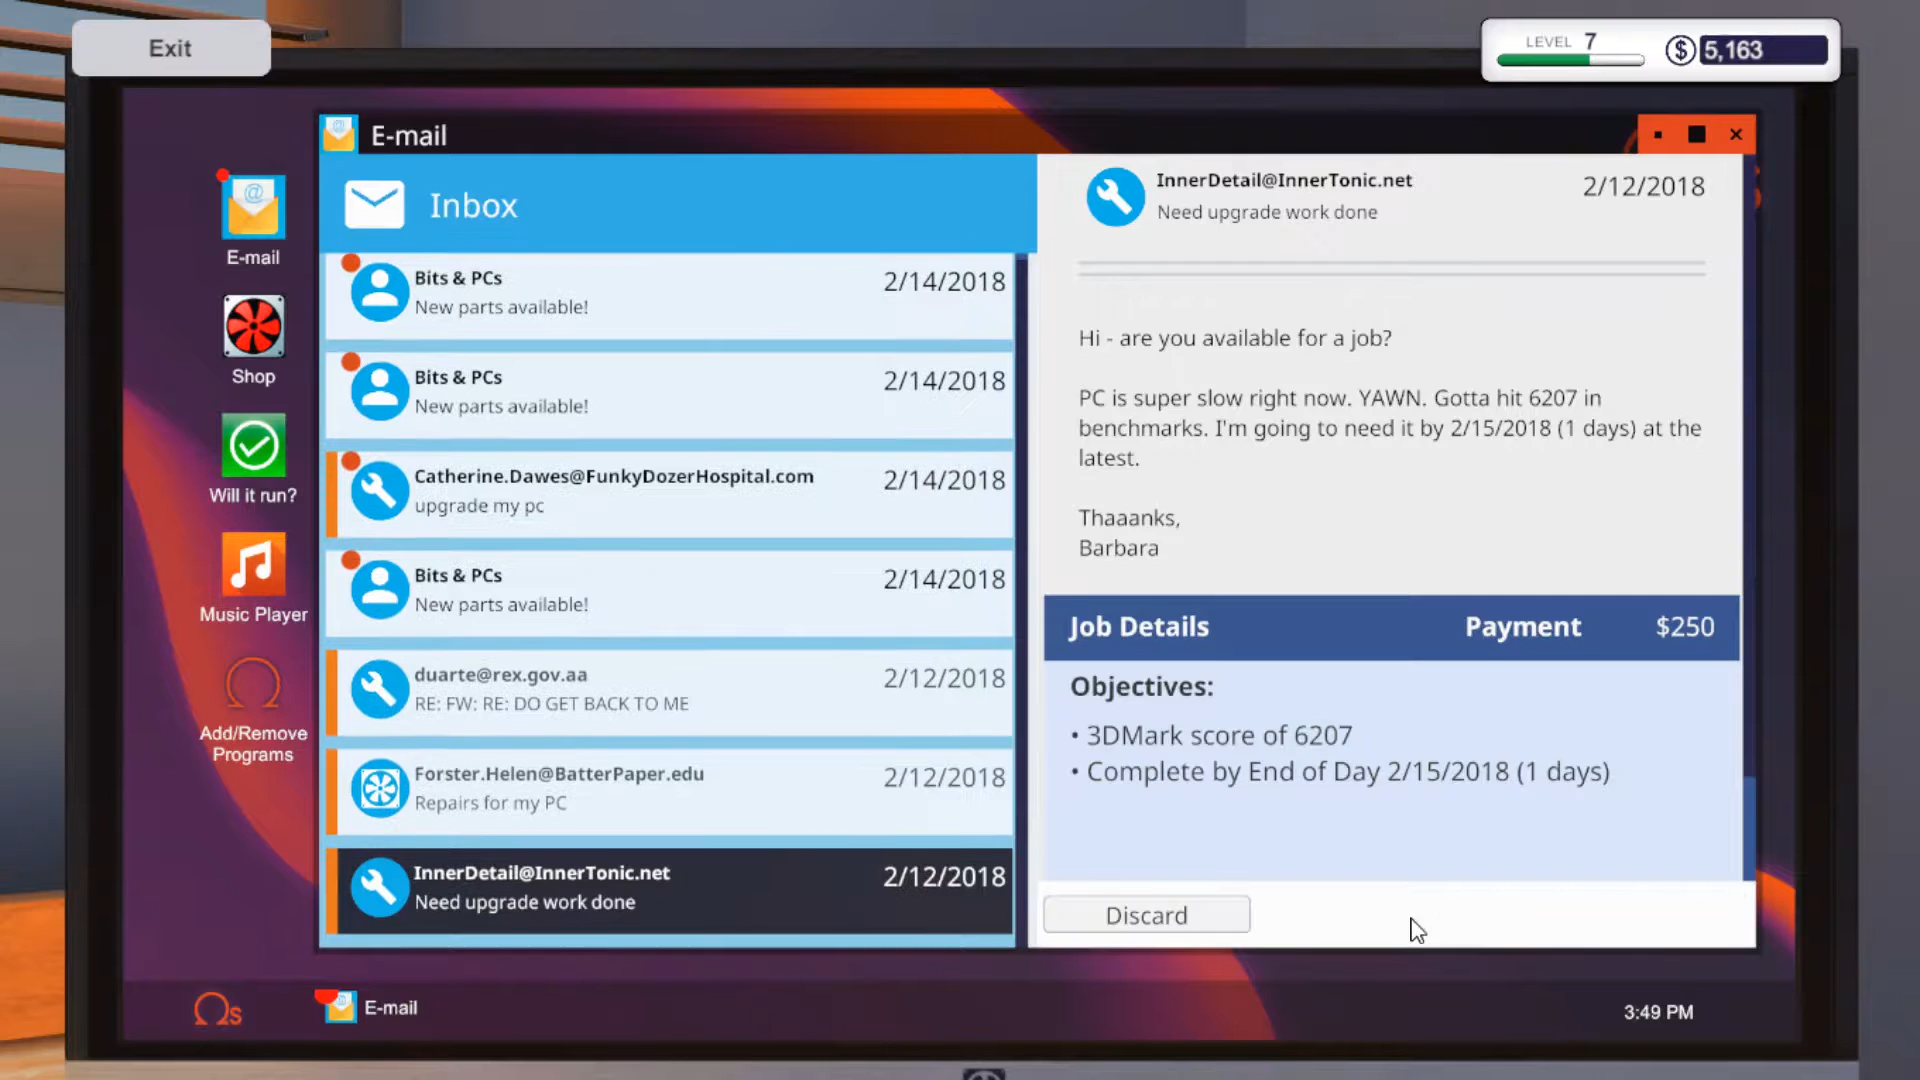 Exit
LEVEL 7
$ 5,163
E-mail
E-mail
Shop
Will it run?
Music Player
Add/Remove
Programs
Inbox
Bits & PCs
2/14/2018
New parts available!
Bits & PCs
2/14/2018
New parts available!
Catherine.Dawes@FunkyDozerHospital.com
2/14/2018
upgrade my pc
Bits & PCs
2/14/2018
New parts available!
duarte@rex.gov.aa
2/12/2018
RE: FW: RE: DO GET BACK TO ME
Forster.Helen@BatterPaper.edu
2/12/2018
Repairs for my PC
InnerDetail@InnerTonic.net
2/12/2018
Need upgrade work done
InnerDetail@InnerTonic.net
2/12/2018
Need upgrade work done
Hi - are you available for a job?
PC is super slow right now. YAWN. Gotta hit 6207 in
benchmarks. I'm going to need it by 2/15/2018 (1 days) at the
latest.
Thaaanks,
Barbara
Job Details
Payment
$250
Objectives:
• 3DMark score of 6207
• Complete by End of Day 2/15/2018 (1 days)
Discard
Ωs
E-mail
3:49 PM